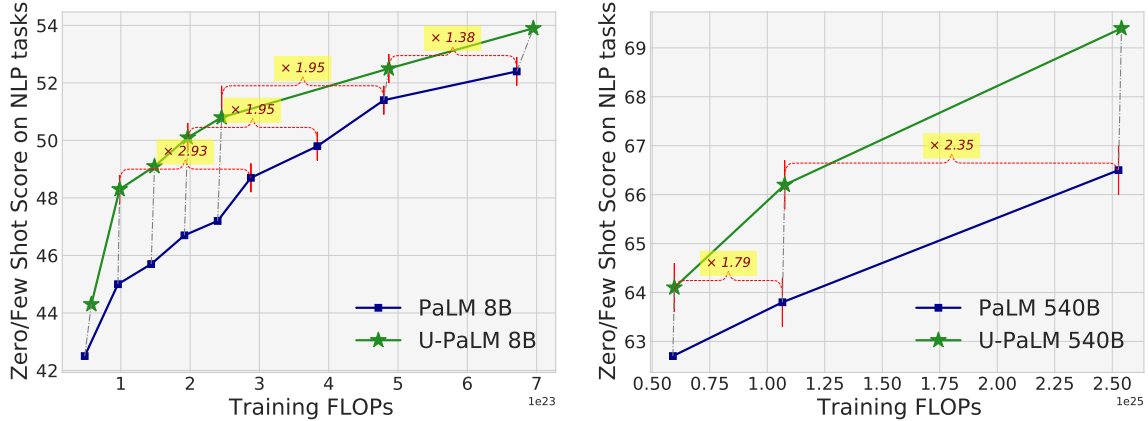 Zero/Few Shot Score on NLP tasks
54
52
50
48
46
44
42
× 2.93
× 1.95
× 1.95
× 1.38
PaLM 8B
U-PaLM 8B
1 2 3 4 5 6 7
1e23
Training FLOPs
Zero/Few Shot Score on NLP tasks
69
68
67
66
65
64
63
× 1.79
× 2.35
PaLM 540B
U-PaLM 540B
0.50 0.75 1.00 1.25 1.50 1.75 2.00 2.25 2.50
1e25
Training FLOPs